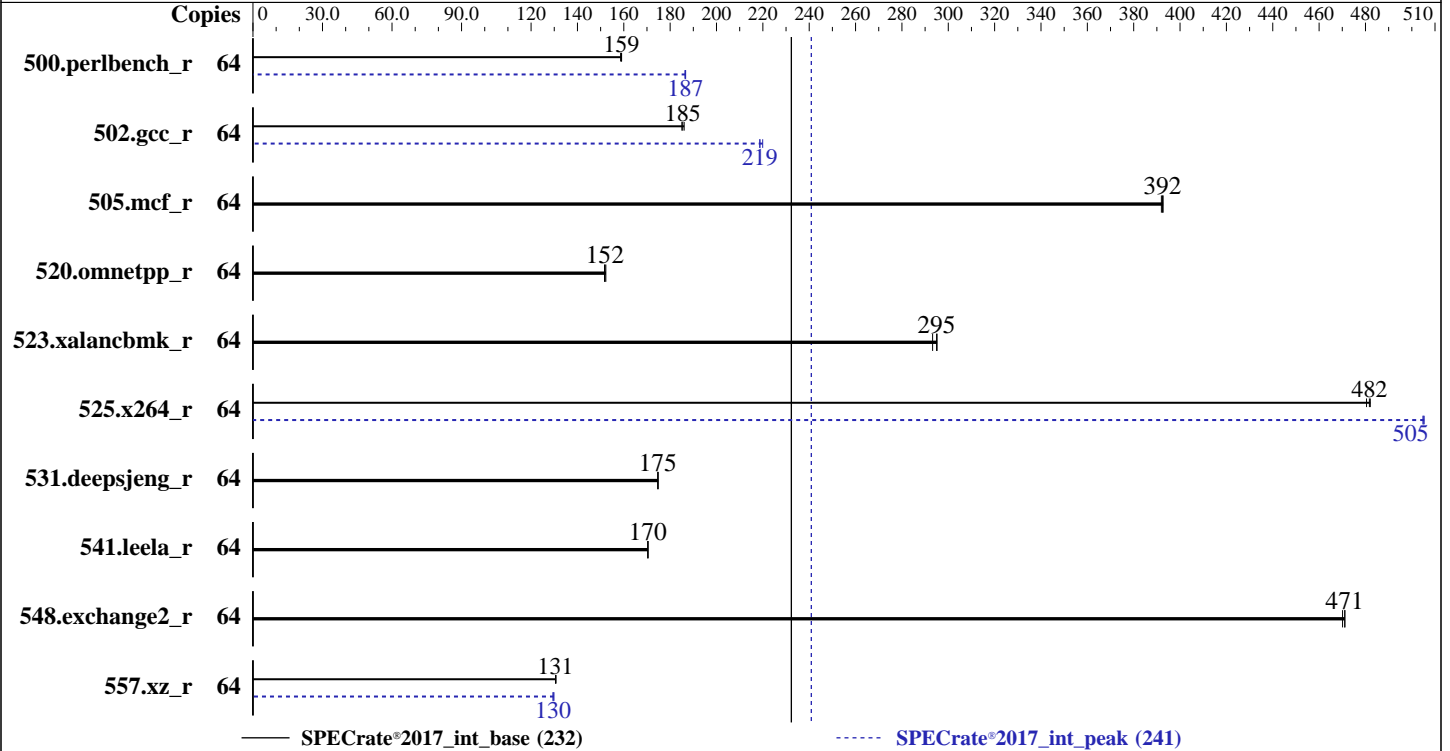 Copies 0 30.0 60.0 90.0 120 140 160 180 200 220 240 260 280 300 320 340 360 380 400 420 440 460 480 510
159
500.perlbench_r 64
187
185
502.gcc_r 64
219
392
505.mcf_r 64
152
520.omnetpp_r 64
295
523.xalancbmk_r 64
482
525.x264_r 64
505
175
531.deepsjeng_r 64
170
541.leela_r 64
471
548.exchange2_r 64
131
557.xz_r 64
130
SPECrate®2017_int_base (232) SPECrate®2017_int_peak (241)